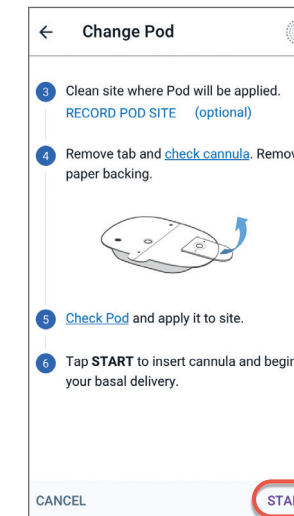 Change Pod
3 Clean site where Pod will be applied.
RECORD POD SITE (optional)
4 Remove tab and check cannula. Remov
paper backing.
5 Check Pod and apply it to site.
6 Tap START to insert cannula and begin
your basal delivery.
CANCEL STA